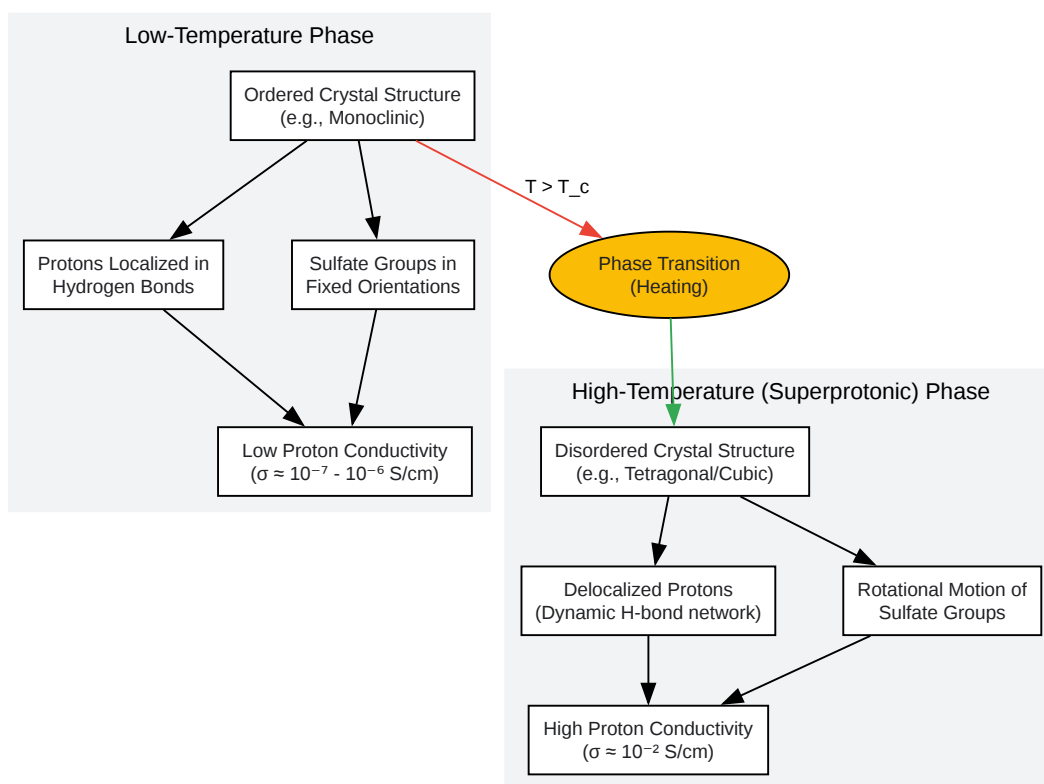 Low-Temperature Phase
Ordered Crystal Structure
(e.g., Monoclinic)
T > T_c
Protons Localized in
Hydrogen Bonds
Sulfate Groups in
Fixed Orientations
Phase Transition
(Heating)
High-Temperature (Superprotonic) Phase
Low Proton Conductivity
(σ ≈ 10⁻⁷ - 10⁻⁶ S/cm)
Disordered Crystal Structure
(e.g., Tetragonal/Cubic)
Delocalized Protons
(Dynamic H-bond network)
Rotational Motion of
Sulfate Groups
High Proton Conductivity
(σ ≈ 10⁻² S/cm)